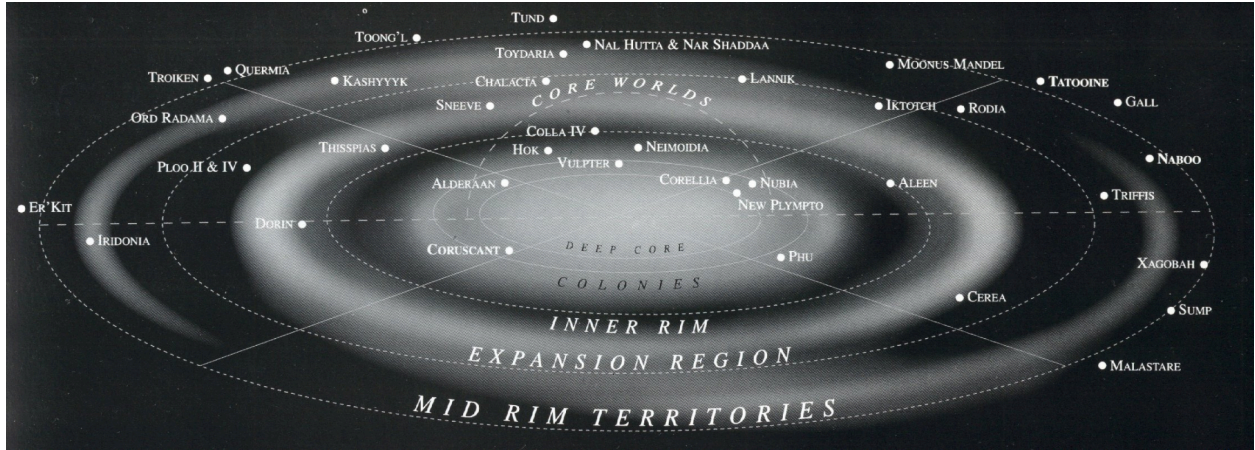 TUND
TOONG'L
NAL HUTTA & NAR SHADDAA
TOYDARIA
MOONUS MANDEL
QUERMIA
TROIKEN
KASHYYYK
CHALACTA
LANNIK
TATOOINE
CORE WORLDS
GALL
SNEEVE
IKTOTCH
RODIA
ORD RADAMA
COLLA IV
THISSPIAS
HOK
NEIMOIDIA
NABOO
PLOO II & IV
VULPTER
ALDERAAN
CORELLIA
NUBIA
ALEEN
TRIFFIS
NEW PLYMPTO
ER'KIT
DORIN
IRIDONIA
CORUSCANT
DEEP CORE
PHU
XAGOBAH
COLONIES
CEREA
SUMP
INNER RIM
EXPANSION REGION
MALASTARE
MID RIM TERRITORIES